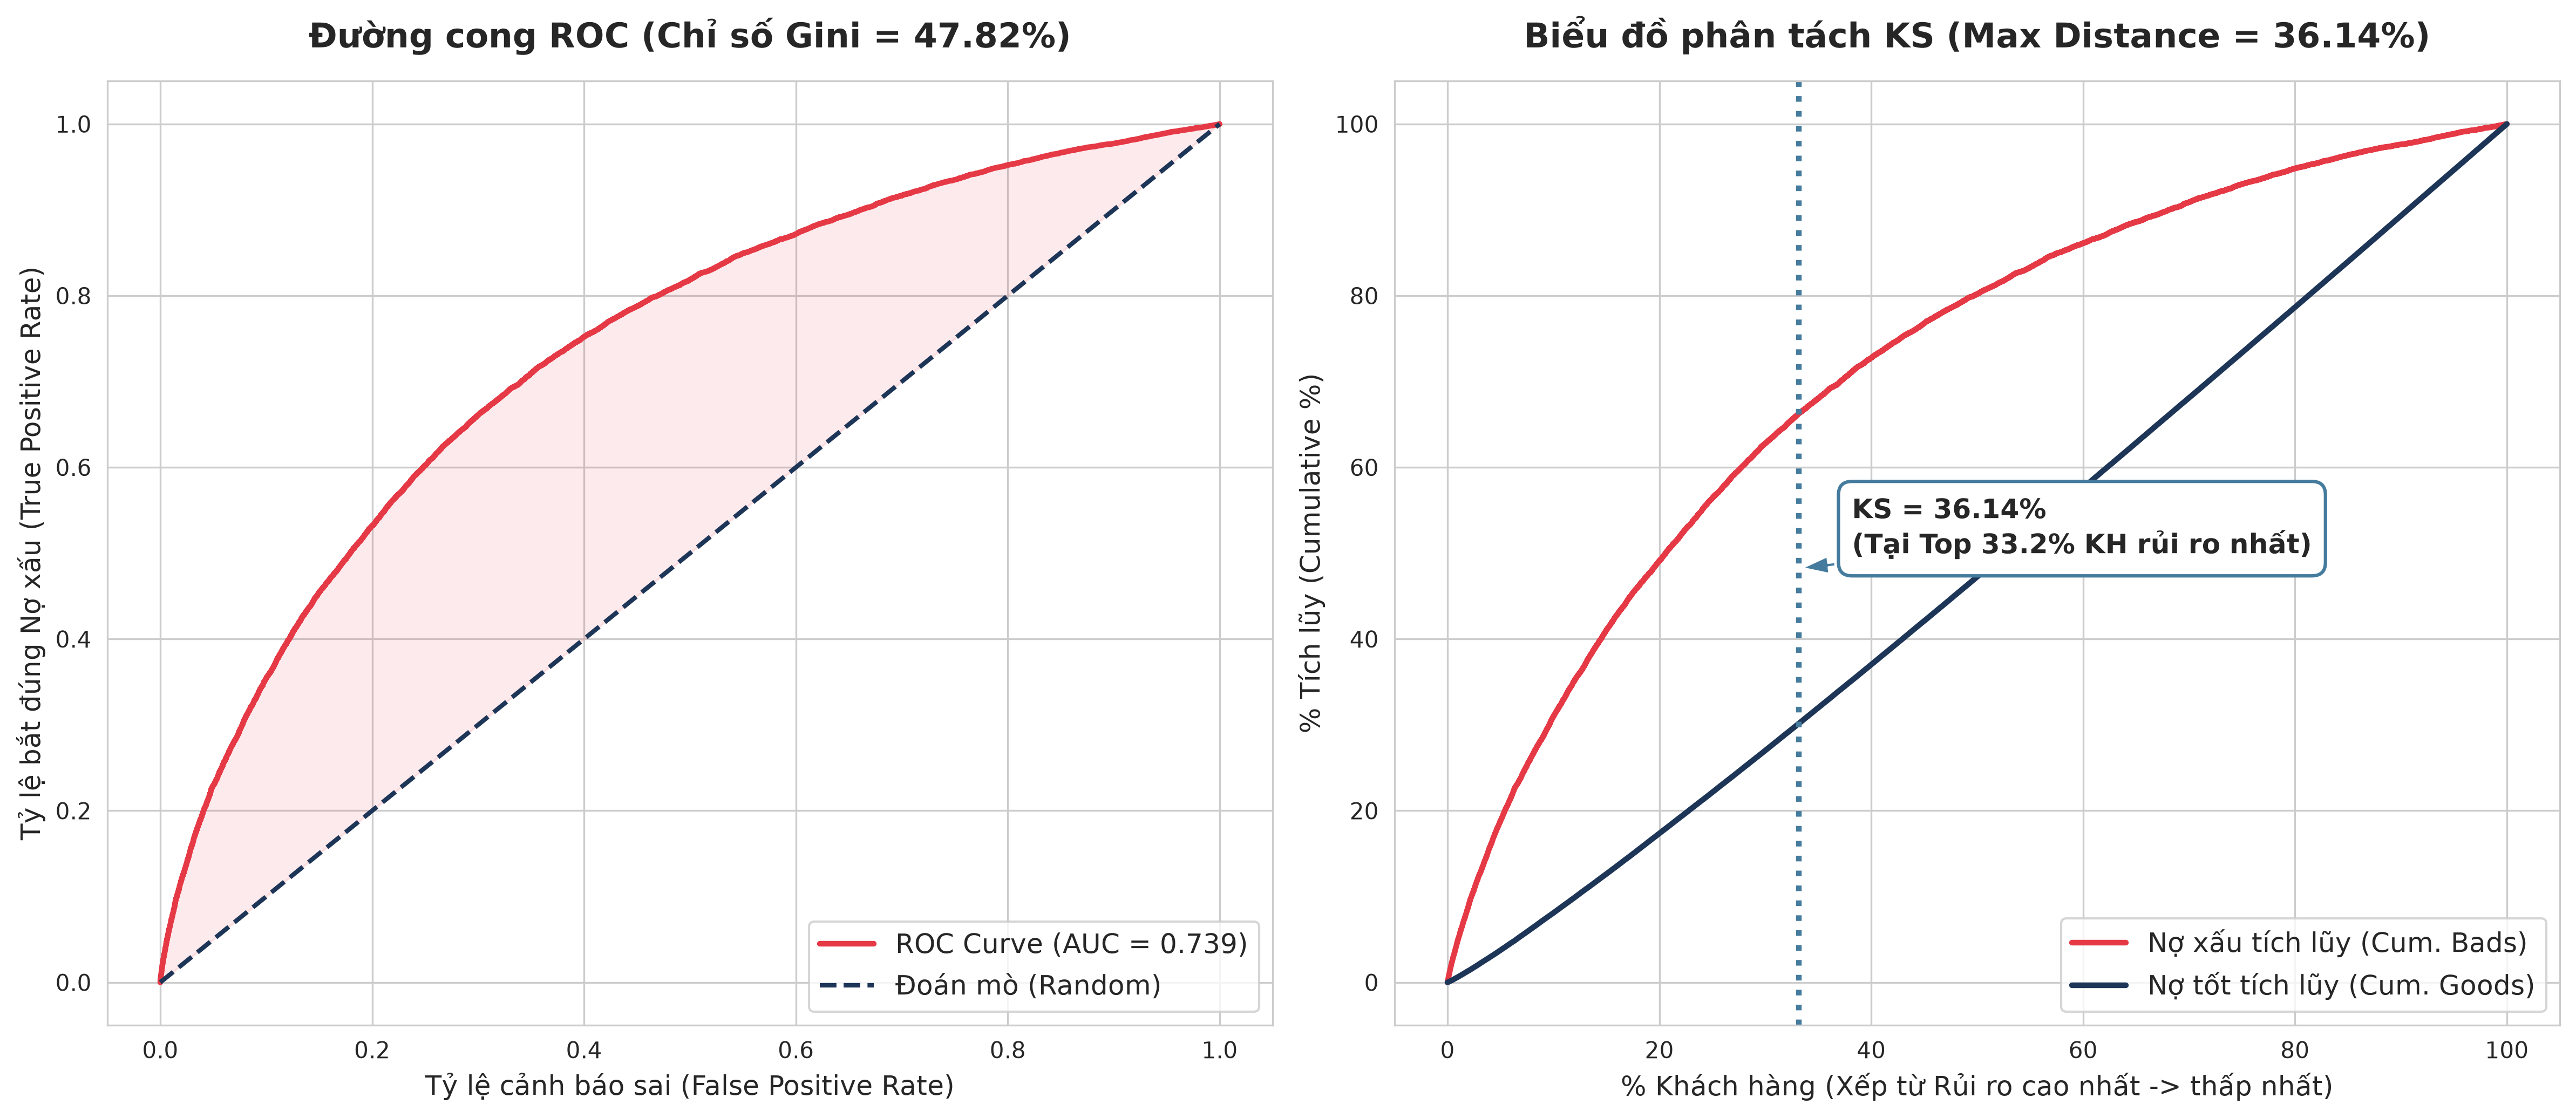 Đường cong ROC (Chỉ số Gini = 47.82%)
Tỷ lệ bắt đúng Nợ xấu (True Positive Rate)
1.0
0.8
0.6
0.4
0.2
0.0
ROC Curve (AUC = 0.739)
Đoán mò (Random)
0.0 0.2 0.4 0.6 0.8 1.0
Tỷ lệ cảnh báo sai (False Positive Rate)
Biểu đồ phân tách KS (Max Distance = 36.14%)
% Tích lũy (Cumulative %)
100
80
60
40
20
0
KS = 36.14%
(Tại Top 33.2% KH rủi ro nhất)
Nợ xấu tích lũy (Cum. Bads)
Nợ tốt tích lũy (Cum. Goods)
0 20 40 60 80 100
% Khách hàng (Xếp từ Rủi ro cao nhất -> thấp nhất)